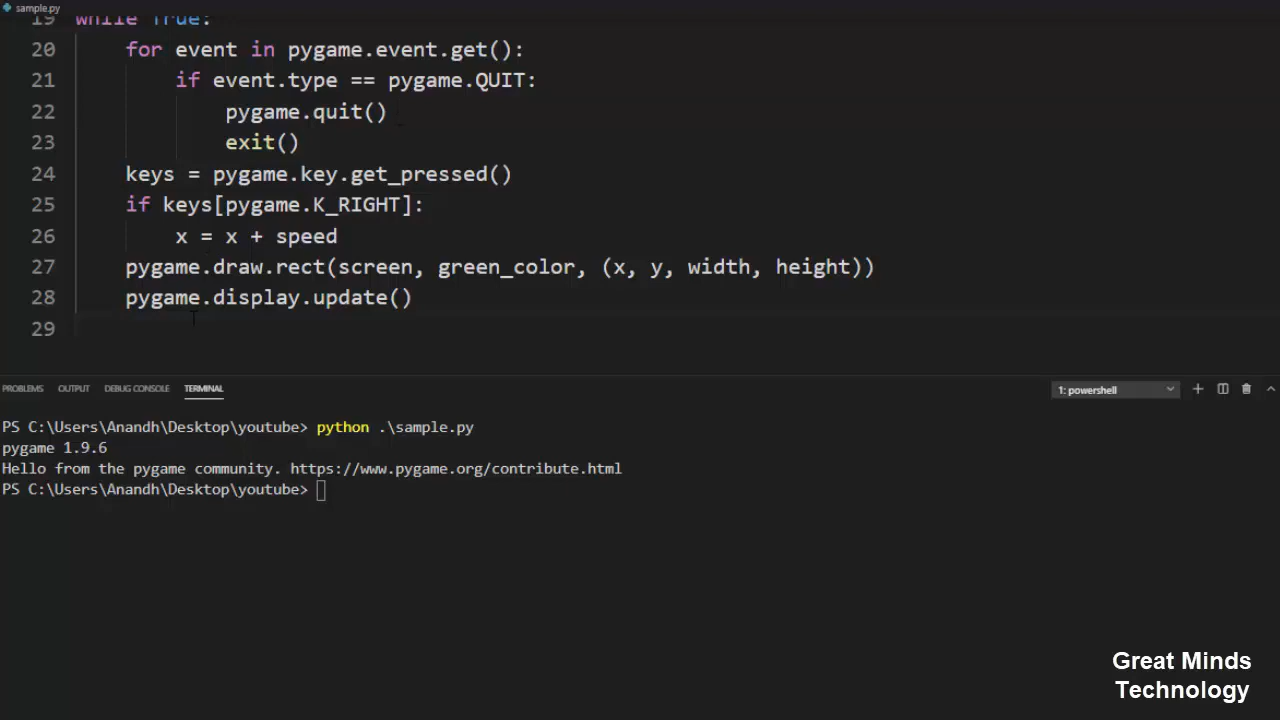 sample.py
19 while True:
20 for event in pygame.event.get():
21 if event.type == pygame.QUIT:
22 pygame.quit()
23 exit()
24 keys = pygame.key.get_pressed()
25 if keys[pygame.K_RIGHT]:
26 x = x + speed
27 pygame.draw.rect(screen, green_color, (x, y, width, height))
28 pygame.display.update()
29
PROBLEMS OUTPUT DEBUG CONSOLE TERMINAL 1: powershell
PS C:\Users\Anandh\Desktop\youtube> python .\sample.py
pygame 1.9.6
Hello from the pygame community. https://www.pygame.org/contribute.html
PS C:\Users\Anandh\Desktop\youtube>
Great Minds
Technology